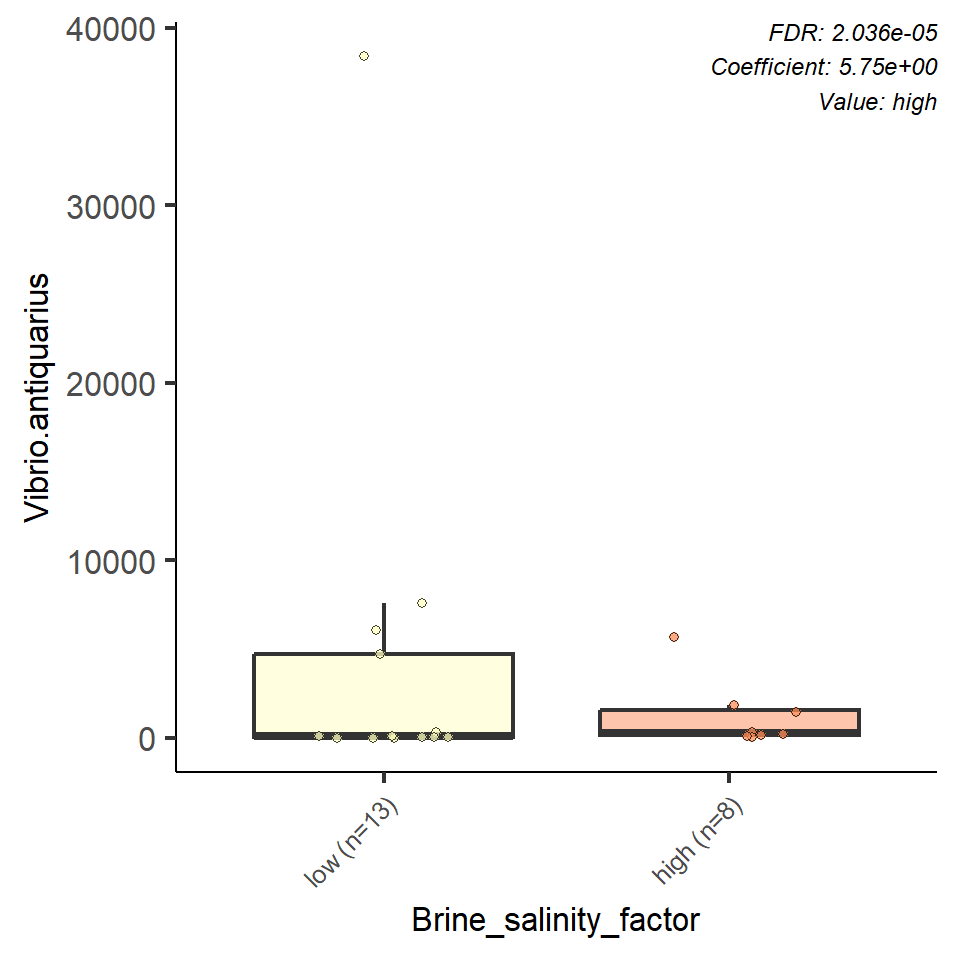 FDR: 2.036e-05
Coefficient: 5.75e+00
Value: high
40000
30000
20000
10000
0
Vibrio.antiquarius
low (n=13)
high (n=8)
Brine_salinity_factor